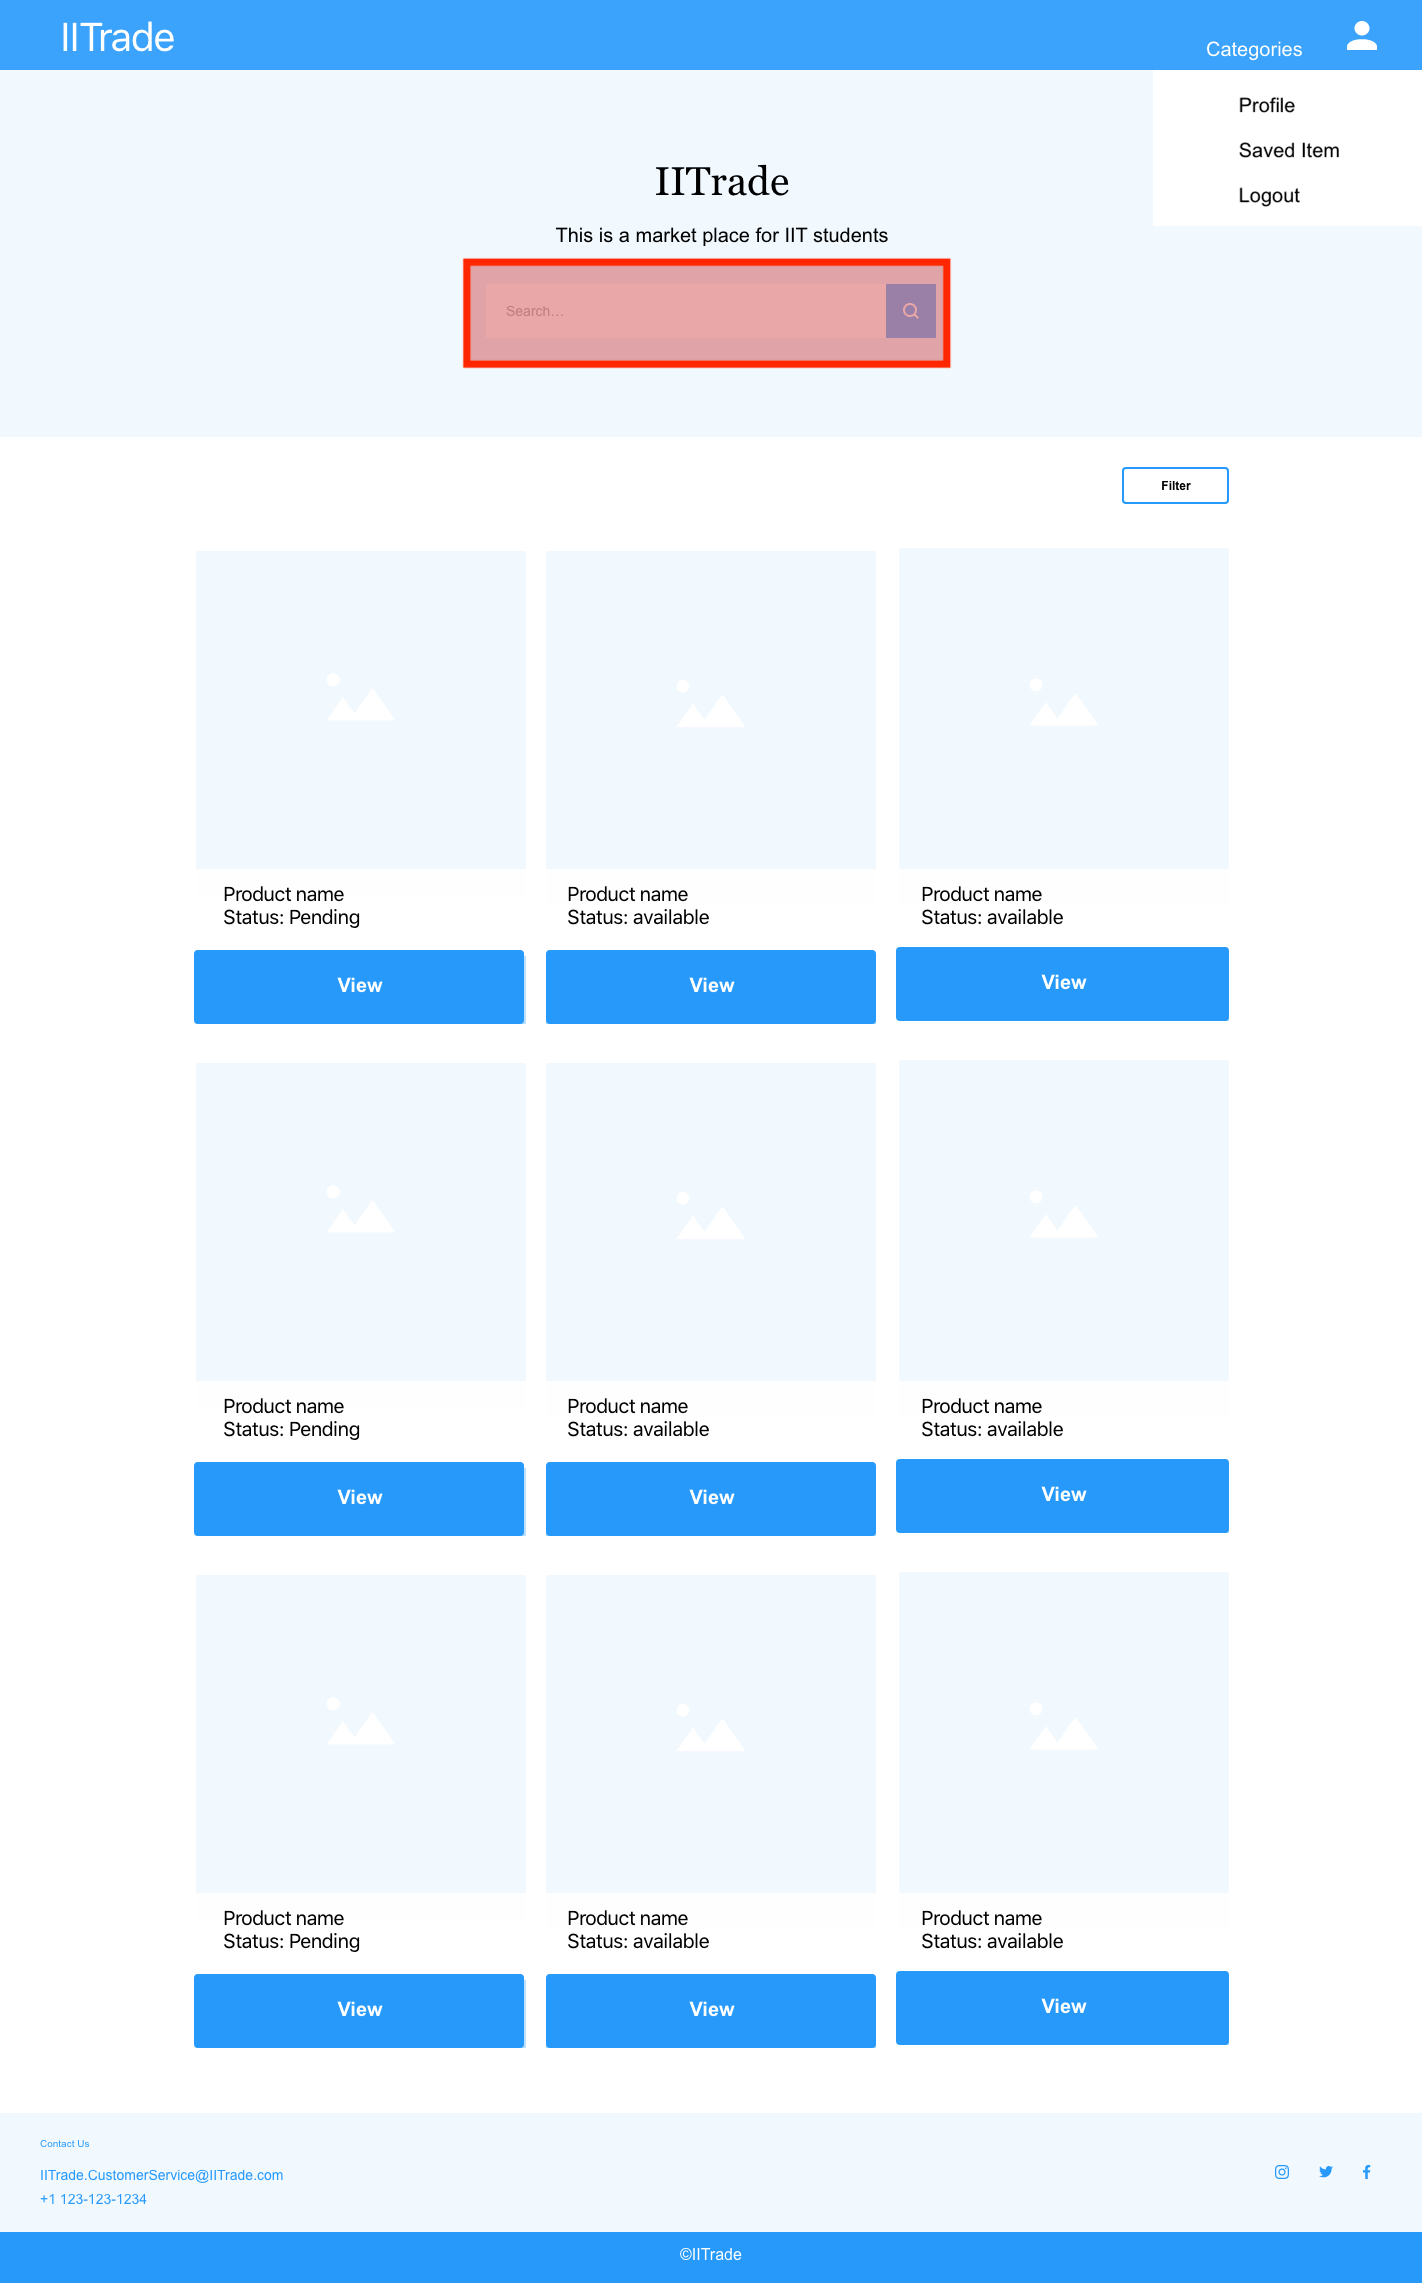 IITrade
Categories
Profile
Saved Item
Logout
IITrade
This is a market place for IIT students
Search...
Filter
Product name
Status: Pending
View
Product name
Status: available
View
Product name
Status: available
View
Product name
Status: Pending
View
Product name
Status: available
View
Product name
Status: available
View
Product name
Status: Pending
View
Product name
Status: available
View
Product name
Status: available
View
Contact Us
IITrade.CustomerService@IITrade.com
+1 123-123-1234
©IITrade